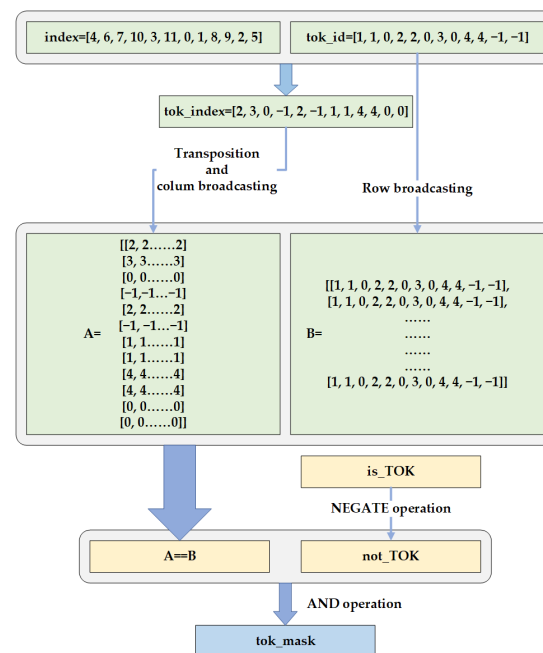 index=[4, 6, 7, 10, 3, 11, 0, 1, 8, 9, 2, 5]
tok_id=[1, 1, 0, 2, 2, 0, 3, 0, 4, 4, −1, −1]
tok_index=[2, 3, 0, −1, 2, −1, 1, 1, 4, 4, 0, 0]
Transposition
and
colum broadcasting
Row broadcasting
A=
[[2, 2……2]
[3, 3……3]
[0, 0……0]
[−1,−1…−1]
[2, 2……2]
[−1, −1…−1]
[1, 1……1]
[1, 1……1]
[4, 4……4]
[4, 4……4]
[0, 0……0]
[0, 0……0]]
B=
[[1, 1, 0, 2, 2, 0, 3, 0, 4, 4, −1, −1],
[1, 1, 0, 2, 2, 0, 3, 0, 4, 4, −1, −1],
……
……
……
……
[1, 1, 0, 2, 2, 0, 3, 0, 4, 4, −1, −1]]
is_TOK
NEGATE operation
A==B
not_TOK
AND operation
tok_mask